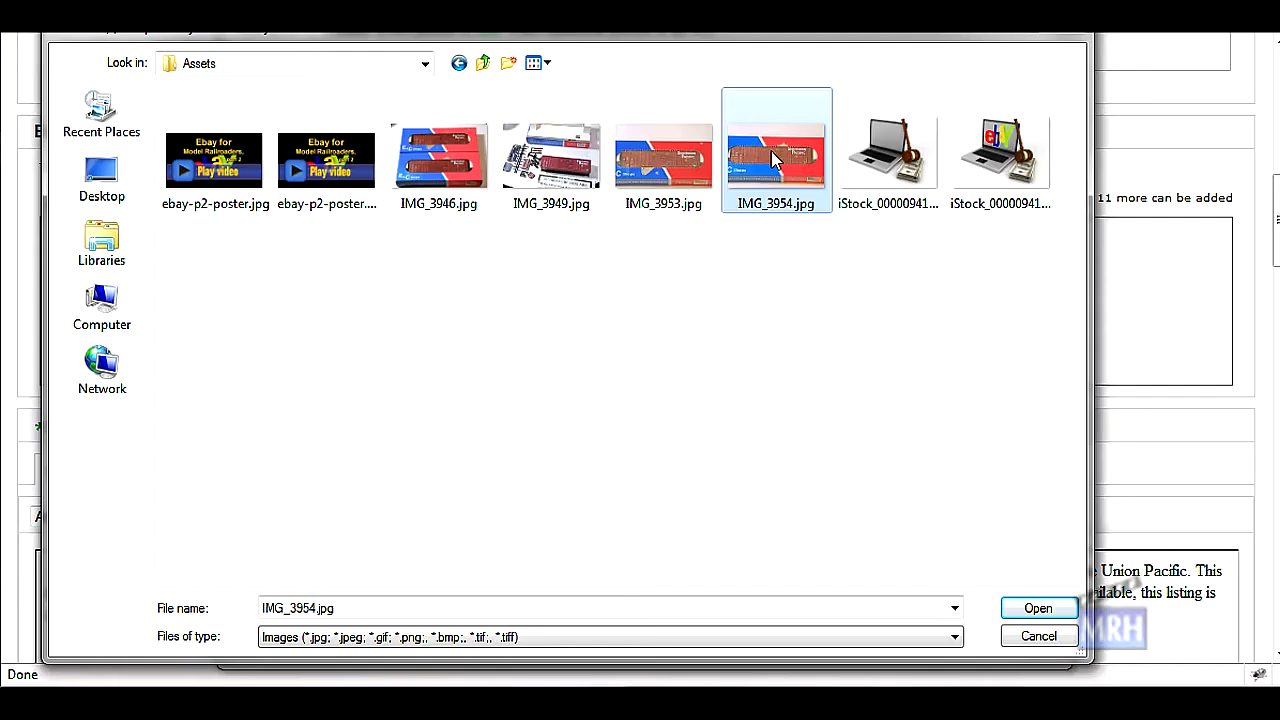 Look in:
Assets
Recent Places
Desktop
Libraries
Computer
Network
Ebay for
Model Railroaders,
Play video
Ebay for
Model Railroaders,
Play video
ebay-p2-poster.jpg
ebay-p2-poster....
IMG_3946.jpg
IMG_3949.jpg
IMG_3953.jpg
IMG_3954.jpg
iStock_00000941...
iStock_00000941...
11 more can be added
Union Pacific. This
this listing is
File name:
IMG_3954.jpg
Open
Files of type:
Images (*.jpg; *.jpeg; *.gif; *.png;, *.bmp;, *.tif;, *.tiff)
Cancel
MRH
Done